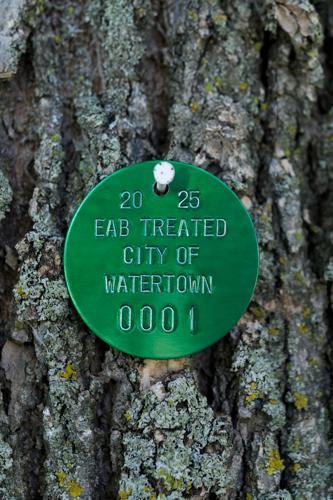 20 25
EAB TREATED
CITY OF
WATERTOWN
0001